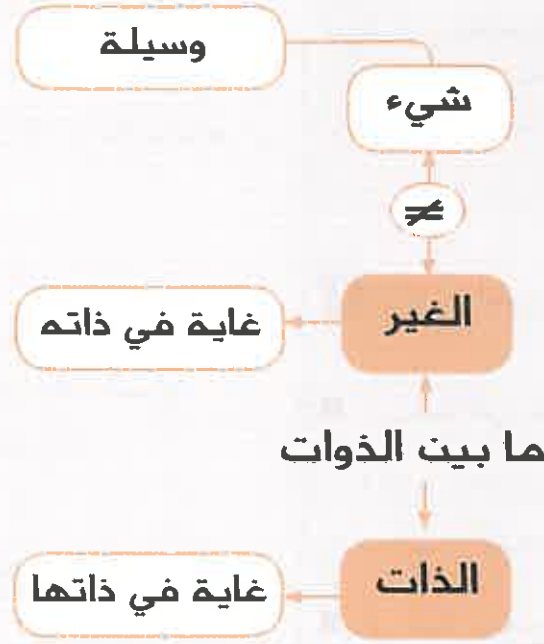 وسيلة
شيء
≠
الغير
غاية في ذاته
ما بين الذوات
الذات
غاية في ذاتها